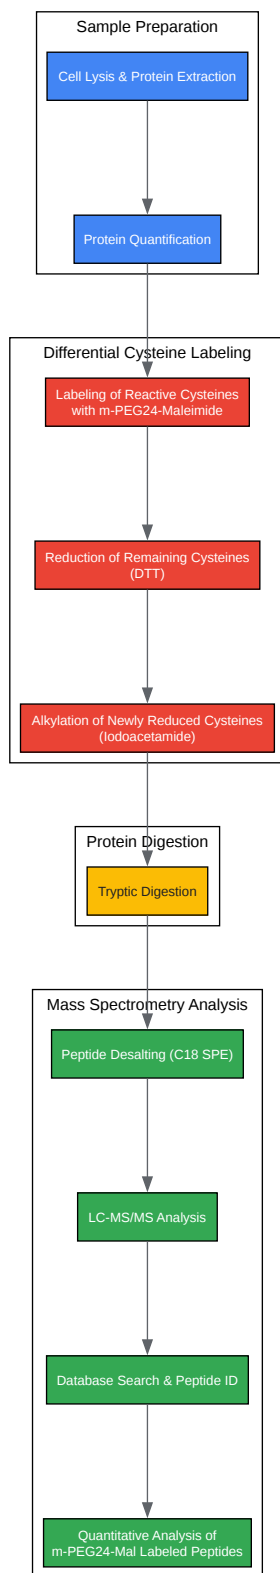 Sample Preparation
Cell Lysis & Protein Extraction
Protein Quantification
Differential Cysteine Labeling
Labeling of Reactive Cysteines
with m-PEG24-Maleimide
Reduction of Remaining Cysteines
(DTT)
Alkylation of Newly Reduced Cysteines
(Iodoacetamide)
Protein Digestion
Tryptic Digestion
Mass Spectrometry Analysis
Peptide Desalting (C18 SPE)
LC-MS/MS Analysis
Database Search & Peptide ID
Quantitative Analysis of
m-PEG24-Mal Labeled Peptides